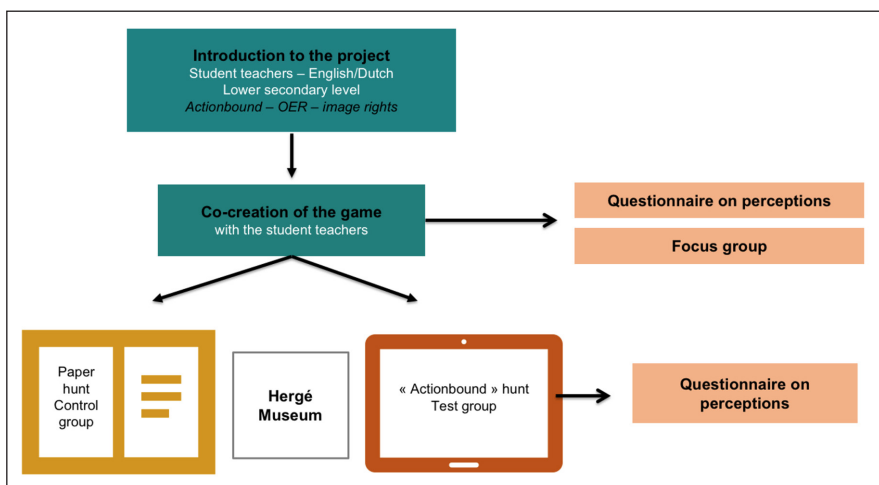 Introduction to the project
Student teachers – English/Dutch
Lower secondary level
Actionbound – OER – image rights
Co-creation of the game
with the student teachers
Questionnaire on perceptions
Focus group
Paper
hunt
Control
group
Hergé
Museum
« Actionbound » hunt
Test group
Questionnaire on
perceptions